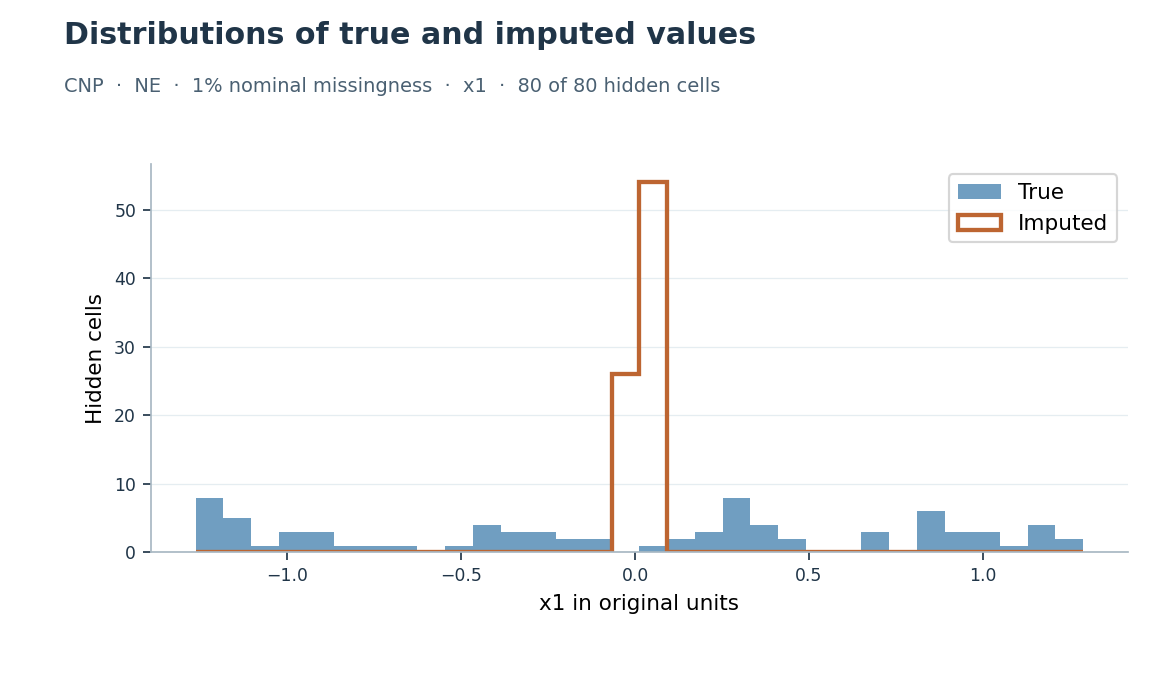 Distributions of true and imputed values
CNP · NE · 1% nominal missingness · x1 · 80 of 80 hidden cells
True
Imputed
Hidden cells
50
40
30
20
10
0
−1.0
−0.5
0.0
0.5
1.0
x1 in original units